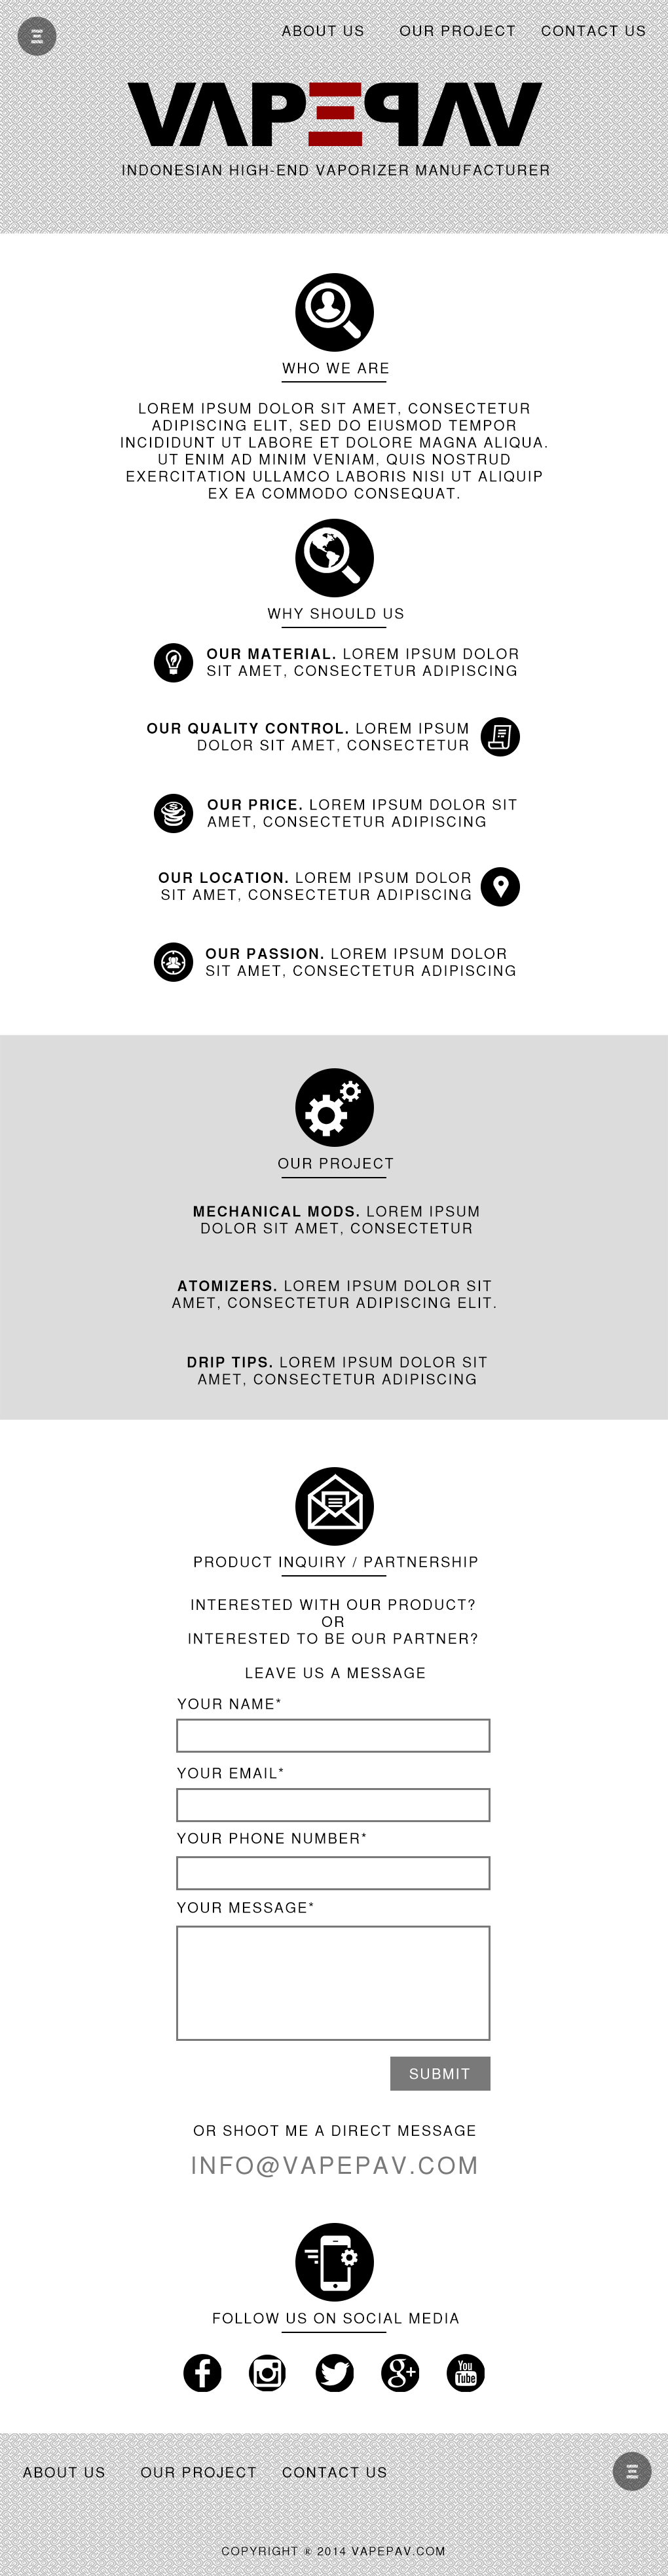 ABOUT US OUR PROJECT CONTACT US
VAPEPAV
INDONESIAN HIGH-END VAPORIZER MANUFACTURER
WHO WE ARE
LOREM IPSUM DOLOR SIT AMET, CONSECTETUR
ADIPISCING ELIT, SED DO EIUSMOD TEMPOR
INCIDIDUNT UT LABORE ET DOLORE MAGNA ALIQUA.
UT ENIM AD MINIM VENIAM, QUIS NOSTRUD
EXERCITATION ULLAMCO LABORIS NISI UT ALIQUIP
EX EA COMMODO CONSEQUAT.
WHY SHOULD US
OUR MATERIAL. LOREM IPSUM DOLOR
SIT AMET, CONSECTETUR ADIPISCING
OUR QUALITY CONTROL. LOREM IPSUM
DOLOR SIT AMET, CONSECTETUR
OUR PRICE. LOREM IPSUM DOLOR SIT
AMET, CONSECTETUR ADIPISCING
OUR LOCATION. LOREM IPSUM DOLOR
SIT AMET, CONSECTETUR ADIPISCING
OUR PASSION. LOREM IPSUM DOLOR
SIT AMET, CONSECTETUR ADIPISCING
OUR PROJECT
MECHANICAL MODS. LOREM IPSUM
DOLOR SIT AMET, CONSECTETUR
ATOMIZERS. LOREM IPSUM DOLOR SIT
AMET, CONSECTETUR ADIPISCING ELIT.
DRIP TIPS. LOREM IPSUM DOLOR SIT
AMET, CONSECTETUR ADIPISCING
PRODUCT INQUIRY / PARTNERSHIP
INTERESTED WITH OUR PRODUCT?
OR
INTERESTED TO BE OUR PARTNER?
LEAVE US A MESSAGE
YOUR NAME*
YOUR EMAIL*
YOUR PHONE NUMBER*
YOUR MESSAGE*
SUBMIT
OR SHOOT ME A DIRECT MESSAGE
INFO@VAPEPAV.COM
FOLLOW US ON SOCIAL MEDIA
f g+ You Tube
ABOUT US OUR PROJECT CONTACT US
COPYRIGHT ® 2014 VAPEPAV.COM